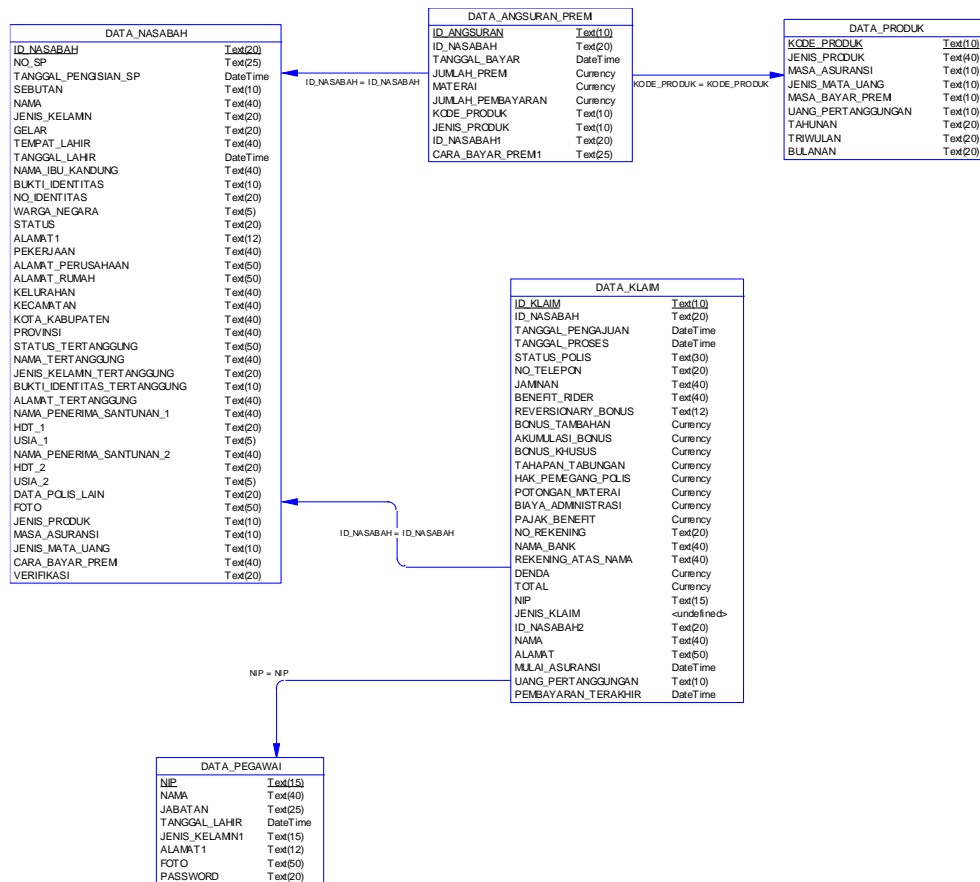 DATA_NASABAH
ID_NASABAH Text(20)
NO_SP Text(25)
TANGGAL_PENGISIAN_SP DateTime
SEBUTAN Text(10)
NAMA Text(40)
JENIS_KELAMIN Text(20)
GELAR Text(20)
TEMPAT_LAHIR Text(40)
TANGGAL_LAHIR DateTime
NAMA_IBU_KANDUNG Text(40)
BUKTI_IDENTITAS Text(10)
NO_IDENTITAS Text(20)
WARGA_NEGARA Text(5)
STATUS Text(20)
ALAMAT1 Text(12)
PEKERJAAN Text(40)
ALAMAT_PERUSAHAAN Text(50)
ALAMAT_RUMAH Text(50)
KELURAHAN Text(40)
KECAMATAN Text(40)
KOTA_KABUPATEN Text(40)
PROVINSI Text(40)
STATUS_TERTANGGUNG Text(50)
NAMA_TERTANGGUNG Text(40)
JENIS_KELAMIN_TERTANGGUNG Text(20)
BUKTI_IDENTITAS_TERTANGGUNG Text(10)
ALAMAT_TERTANGGUNG Text(40)
NAMA_PENERIMA_SANTUNAN_1 Text(40)
HDT_1 Text(20)
USIA_1 Text(5)
NAMA_PENERIMA_SANTUNAN_2 Text(40)
HDT_2 Text(20)
USIA_2 Text(5)
DATA_POLIS_LAIN Text(20)
FOTO Text(50)
JENIS_PRODUK Text(10)
MASA_ASURANSI Text(10)
JENIS_MATA_UANG Text(10)
CARA_BAYAR_PREMI Text(40)
VERIFIKASI Text(20)
ID_NASABAH = ID_NASABAH
DATA_ANGSURAN_PREMI
ID_ANGSURAN Text(10)
ID_NASABAH Text(20)
TANGGAL_BAYAR DateTime
JUMLAH_PREMI Currency
MATERAI Currency
JUMLAH_PEMBAYARAN Currency
KODE_PRODUK Text(10)
JENIS_PRODUK Text(10)
ID_NASABAH1 Text(20)
CARA_BAYAR_PREMI1 Text(25)
KODE_PRODUK = KODE_PRODUK
DATA_PRODUK
KODE_PRODUK Text(10)
JENIS_PRODUK Text(40)
MASA_ASURANSI Text(10)
JENIS_MATA_UANG Text(10)
MASA_BAYAR_PREMI Text(10)
UANG_PERTANGGUNGAN Text(10)
TAHUNAN Text(20)
TRIWULAN Text(20)
BULANAN Text(20)
DATA_KLAIM
ID_KLAIM Text(10)
ID_NASABAH Text(20)
TANGGAL_PENGAJUAN DateTime
TANGGAL_PROSES DateTime
STATUS_POLIS Text(30)
NO_TELEPON Text(20)
JAMINAN Text(40)
BENEFIT_RIDER Text(40)
REVERSIONARY_BONUS Text(12)
BONUS_TAMBAHAN Currency
AKUMULASI_BONUS Currency
BONUS_KHUSUS Currency
TAHAPAN_TABUNGAN Currency
HAK_PEMEGANG_POLIS Currency
POTONGAN_MATERAI Currency
BIAYA_ADMINISTRASI Currency
PAJAK_BENEFIT Currency
NO_REKENING Text(20)
NAMA_BANK Text(40)
REKENING_ATAS_NAMA Text(40)
DENDA Currency
TOTAL Currency
NIP Text(15)
JENIS_KLAIM <undefined>
ID_NASABAH2 Text(20)
NAMA Text(40)
ALAMAT Text(50)
MULAI_ASURANSI DateTime
UANG_PERTANGGUNGAN Text(10)
PEMBAYARAN_TERAKHIR DateTime
ID_NASABAH = ID_NASABAH
NIP = NIP
DATA_PEGAWAI
NIP Text(15)
NAMA Text(40)
JABATAN Text(25)
TANGGAL_LAHIR DateTime
JENIS_KELAMIN1 Text(15)
ALAMAT1 Text(12)
FOTO Text(50)
PASSWORD Text(20)